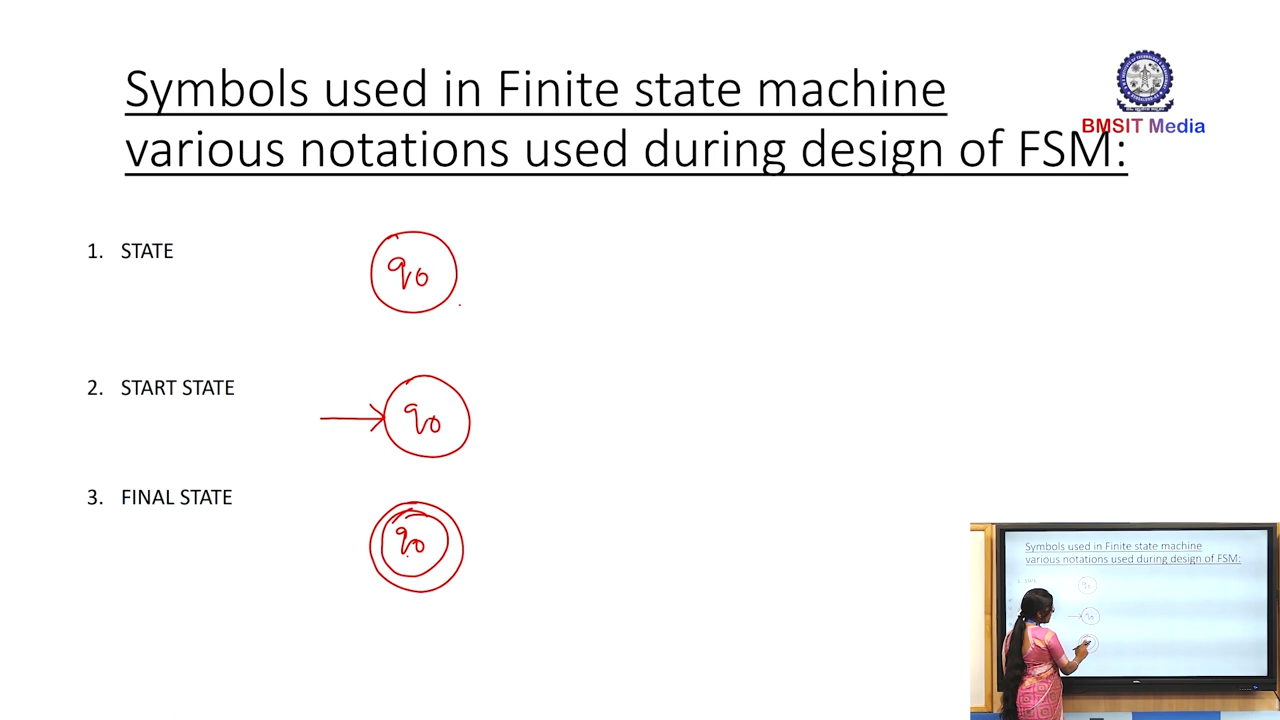 Symbols used in Finite state machine
various notations used during design of FSM:
BMSIT Media
1. STATE
q0
2. START STATE
q0
3. FINAL STATE
q0
Symbols used in Finite state machine
various notations used during design of FSM:
q0
q0